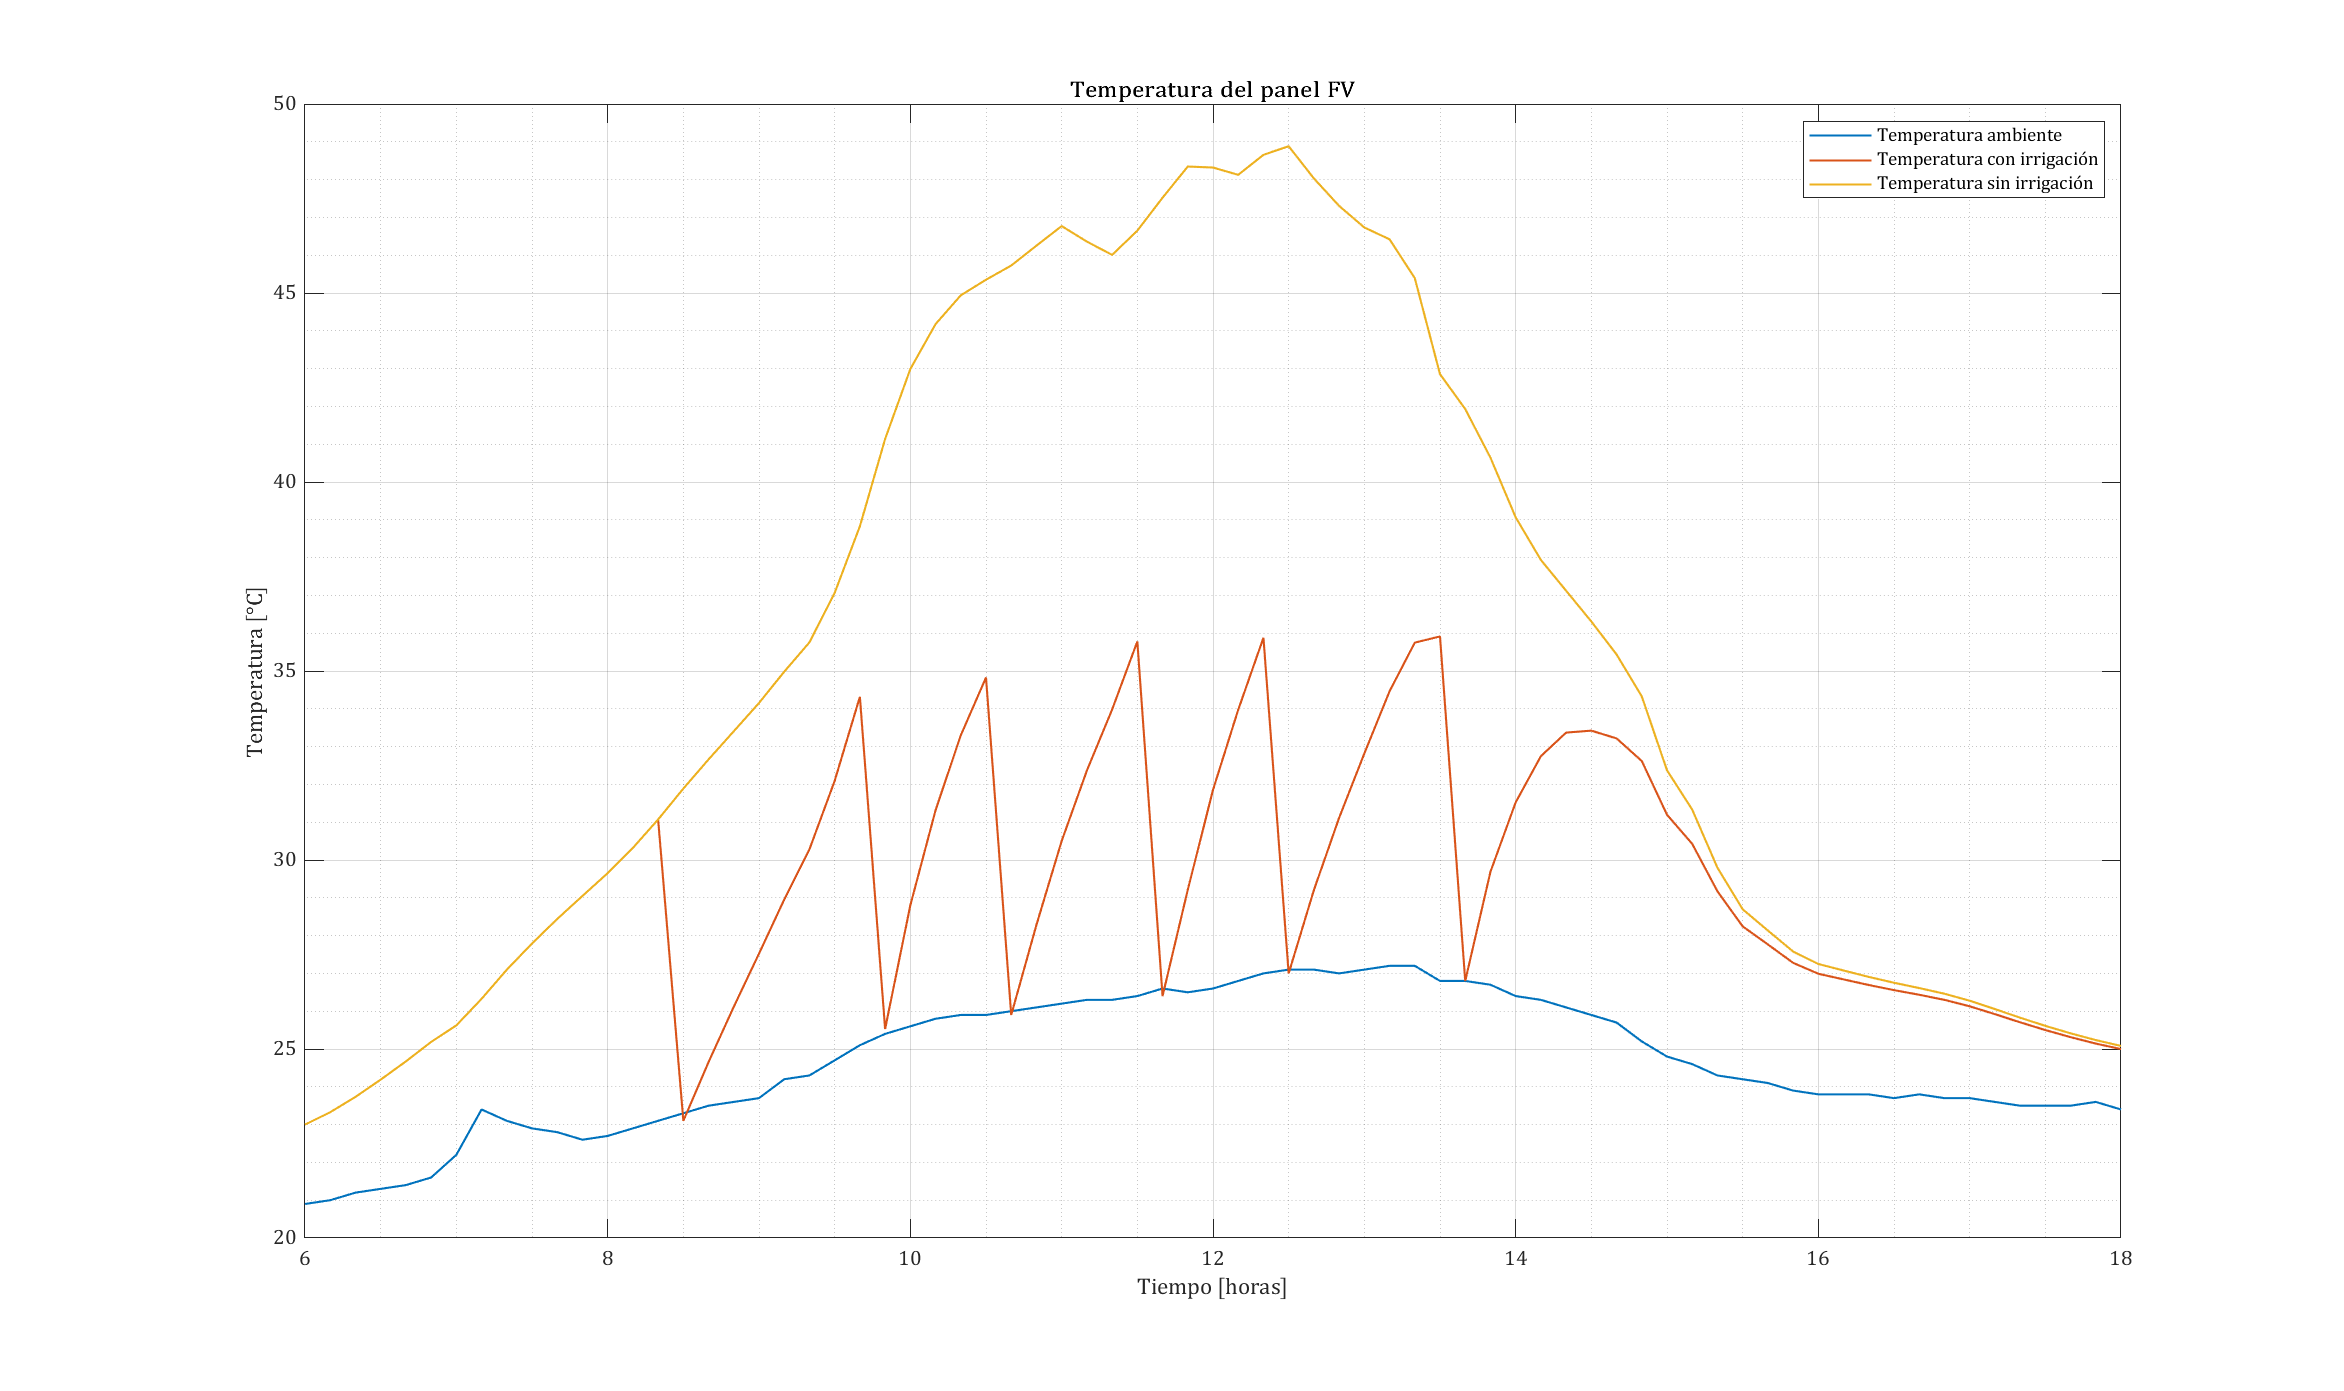 Temperatura del panel FV
Temperatura ambiente
Temperatura con irrigación
Temperatura sin irrigación
50
45
40
35
30
25
20
Temperatura [°C]
6 8 10 12 14 16 18
Tiempo [horas]